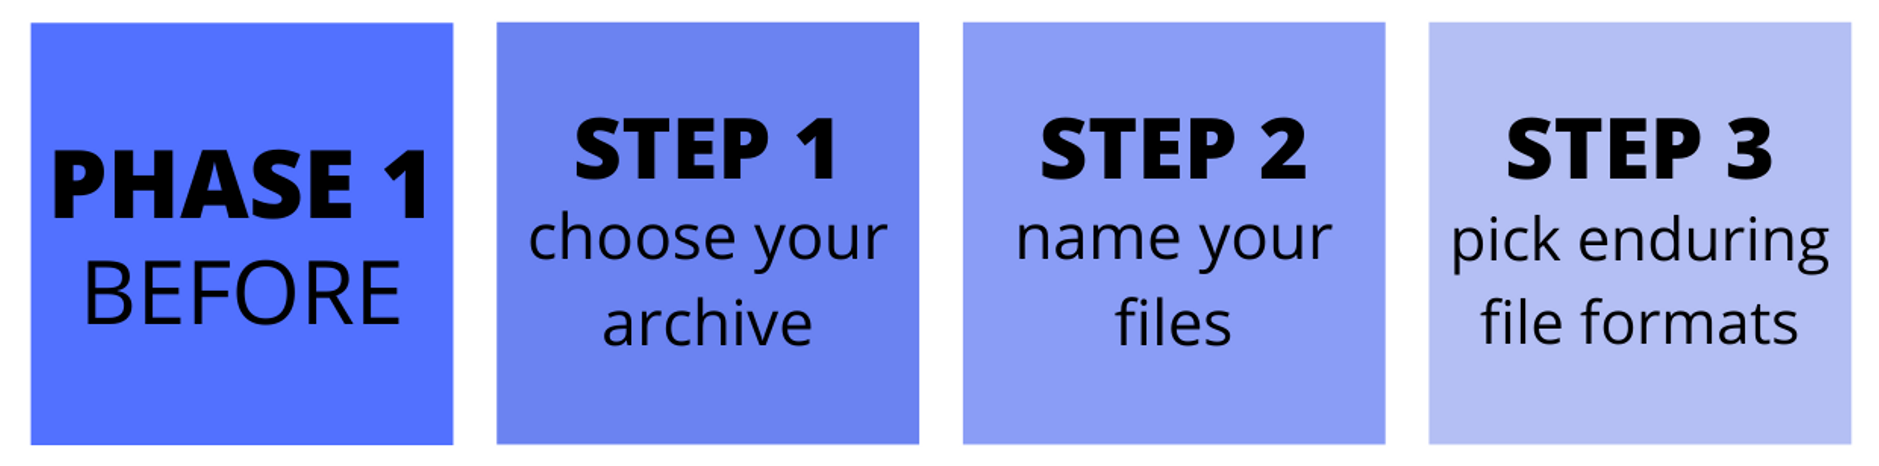 PHASE 1
BEFORE
STEP 1
choose your
archive
STEP 2
name your
files
STEP 3
pick enduring
file formats